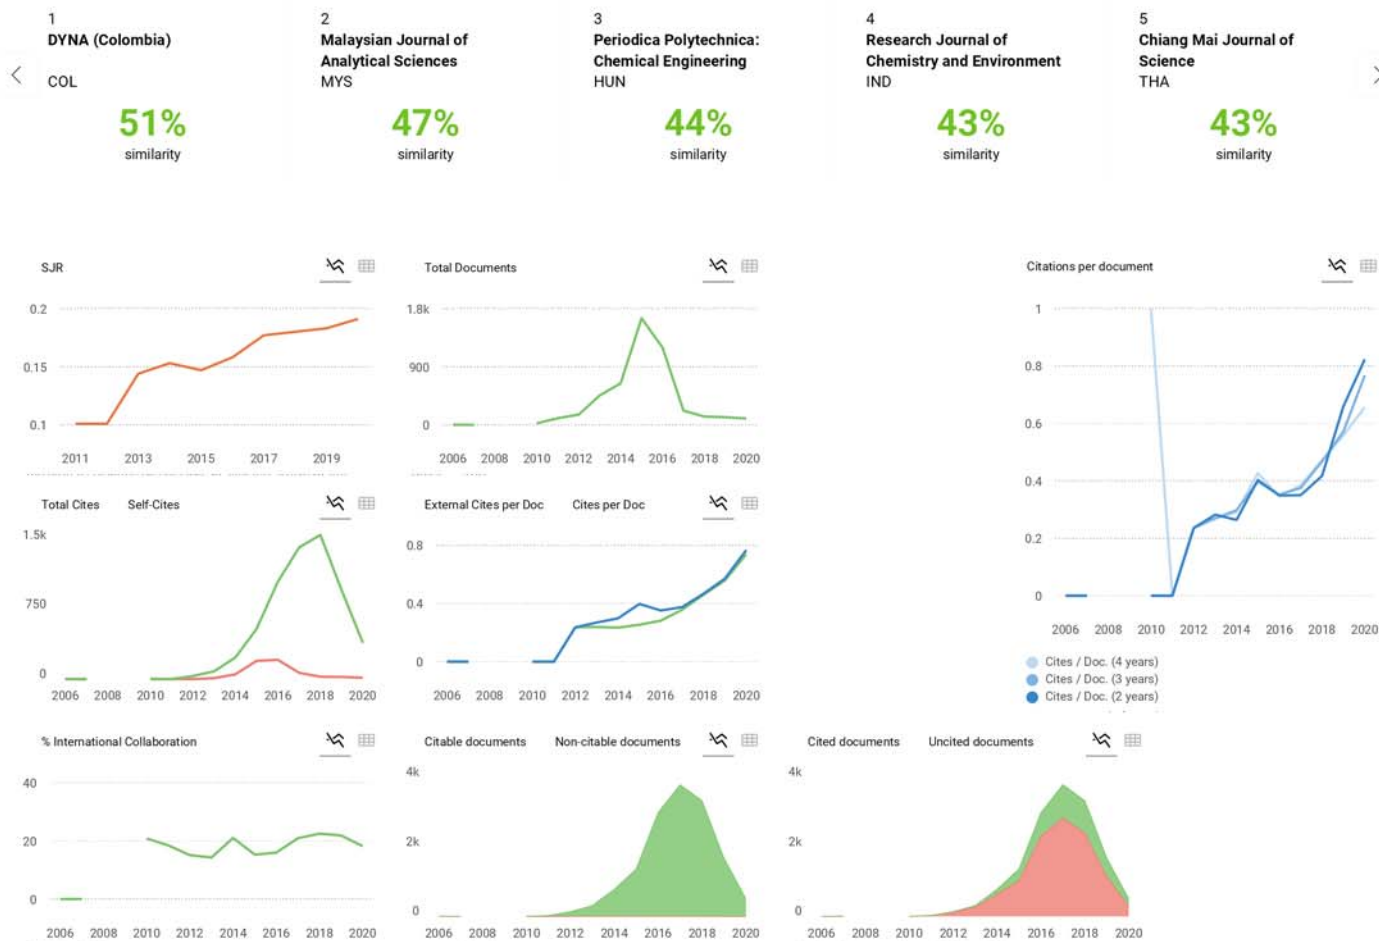 1
DYNA (Colombia)
COL
51%
similarity
2
Malaysian Journal of
Analytical Sciences
MYS
47%
similarity
3
Periodica Polytechnica:
Chemical Engineering
HUN
44%
similarity
4
Research Journal of
Chemistry and Environment
IND
43%
similarity
5
Chiang Mai Journal of
Science
THA
43%
similarity
SJR
0.2
0.15
0.1
2011 2013 2015 2017 2019
Total Documents
1.8k
900
0
2006 2008 2010 2012 2014 2016 2018 2020
Citations per document
1
0.8
0.6
0.4
0.2
0
2006 2008 2010 2012 2014 2016 2018 2020
Cites / Doc. (4 years)
Cites / Doc. (3 years)
Cites / Doc. (2 years)
Total Cites Self-Cites
1.5k
750
0
2006 2008 2010 2012 2014 2016 2018 2020
External Cites per Doc Cites per Doc
0.8
0.4
0
2006 2008 2010 2012 2014 2016 2018 2020
% International Collaboration
40
20
0
2006 2008 2010 2012 2014 2016 2018 2020
Citable documents Non-citable documents
4k
2k
0
2006 2008 2010 2012 2014 2016 2018 2020
Cited documents Uncited documents
4k
2k
0
2006 2008 2010 2012 2014 2016 2018 2020